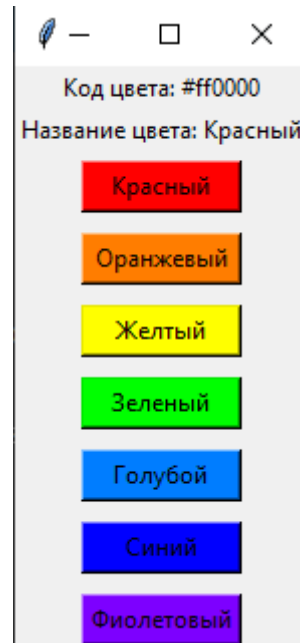 Код цвета: #ff0000
Название цвета: Красный
Красный
Оранжевый
Желтый
Зеленый
Голубой
Синий
Фиолетовый